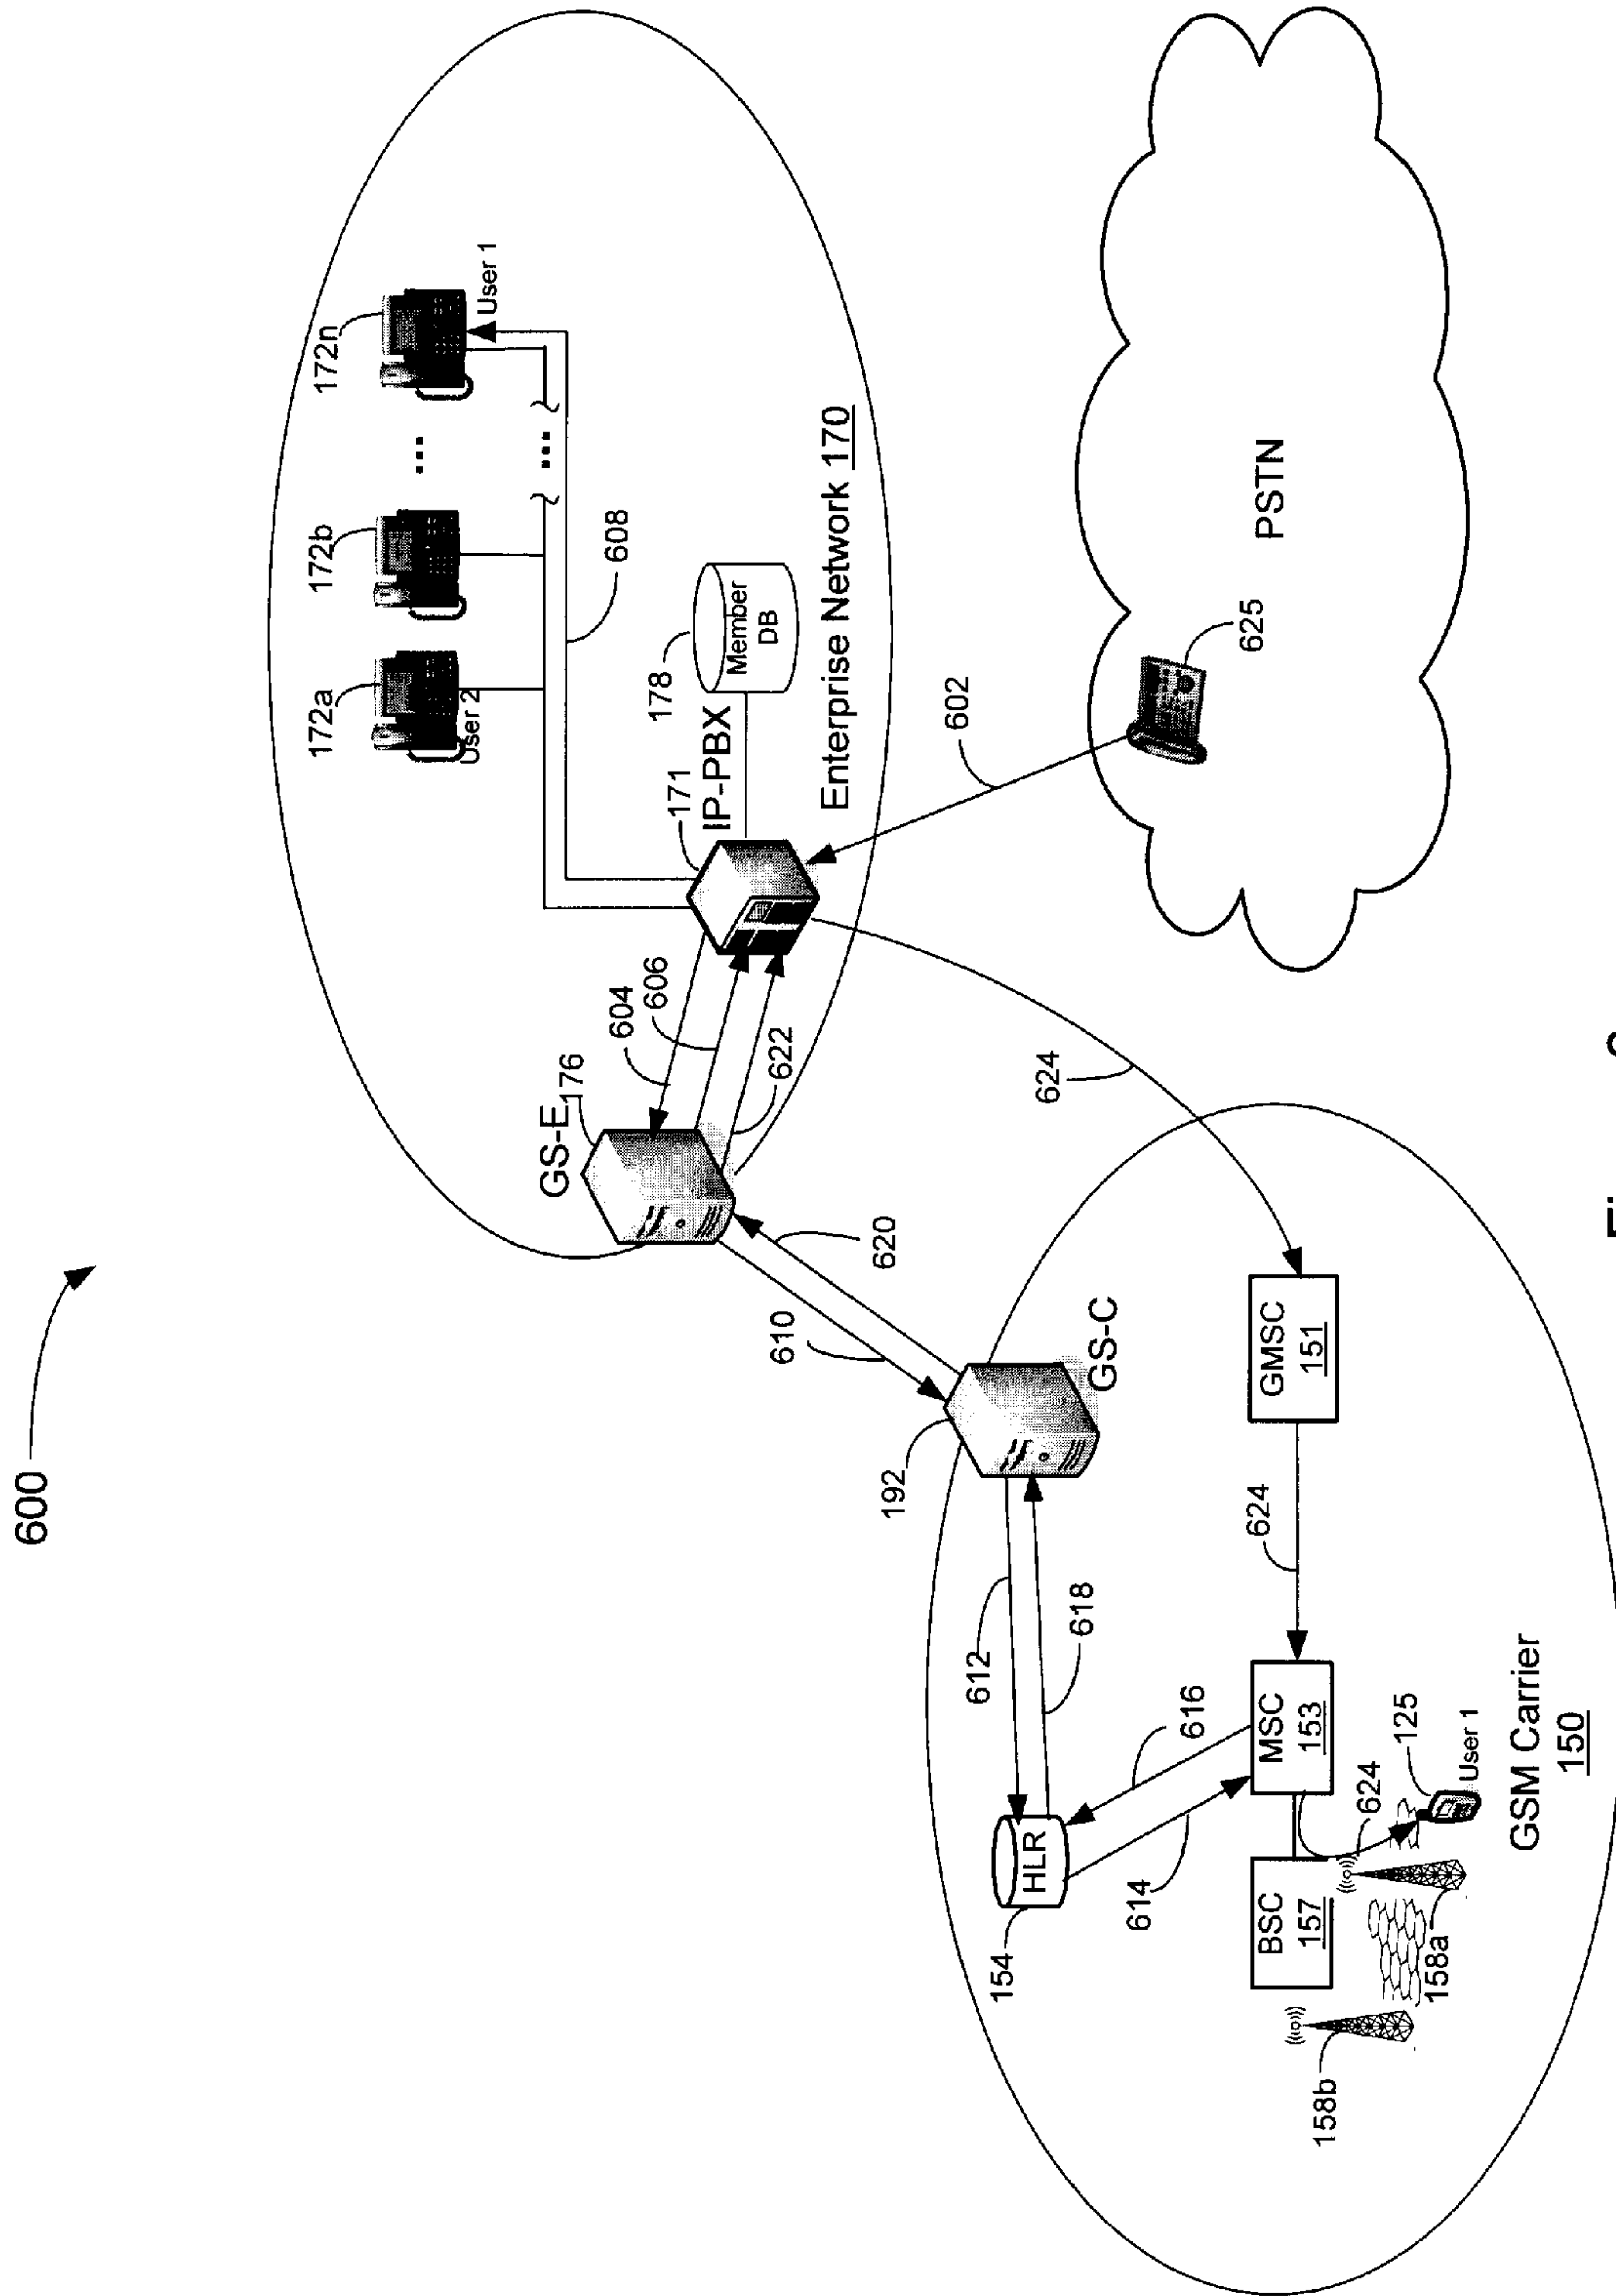 600
172a
172b
172n
...
User 2
User 1
...
608
GS-E
176
604
606
622
171
IP-PBX
178
Member
DB
Enterprise Network 170
610
620
602
625
PSTN
624
192
GS-C
612
618
154
HLR
614
616
GMSC
151
624
MSC
153
BSC
157
624
125
User 1
158b
158a
GSM Carrier
150